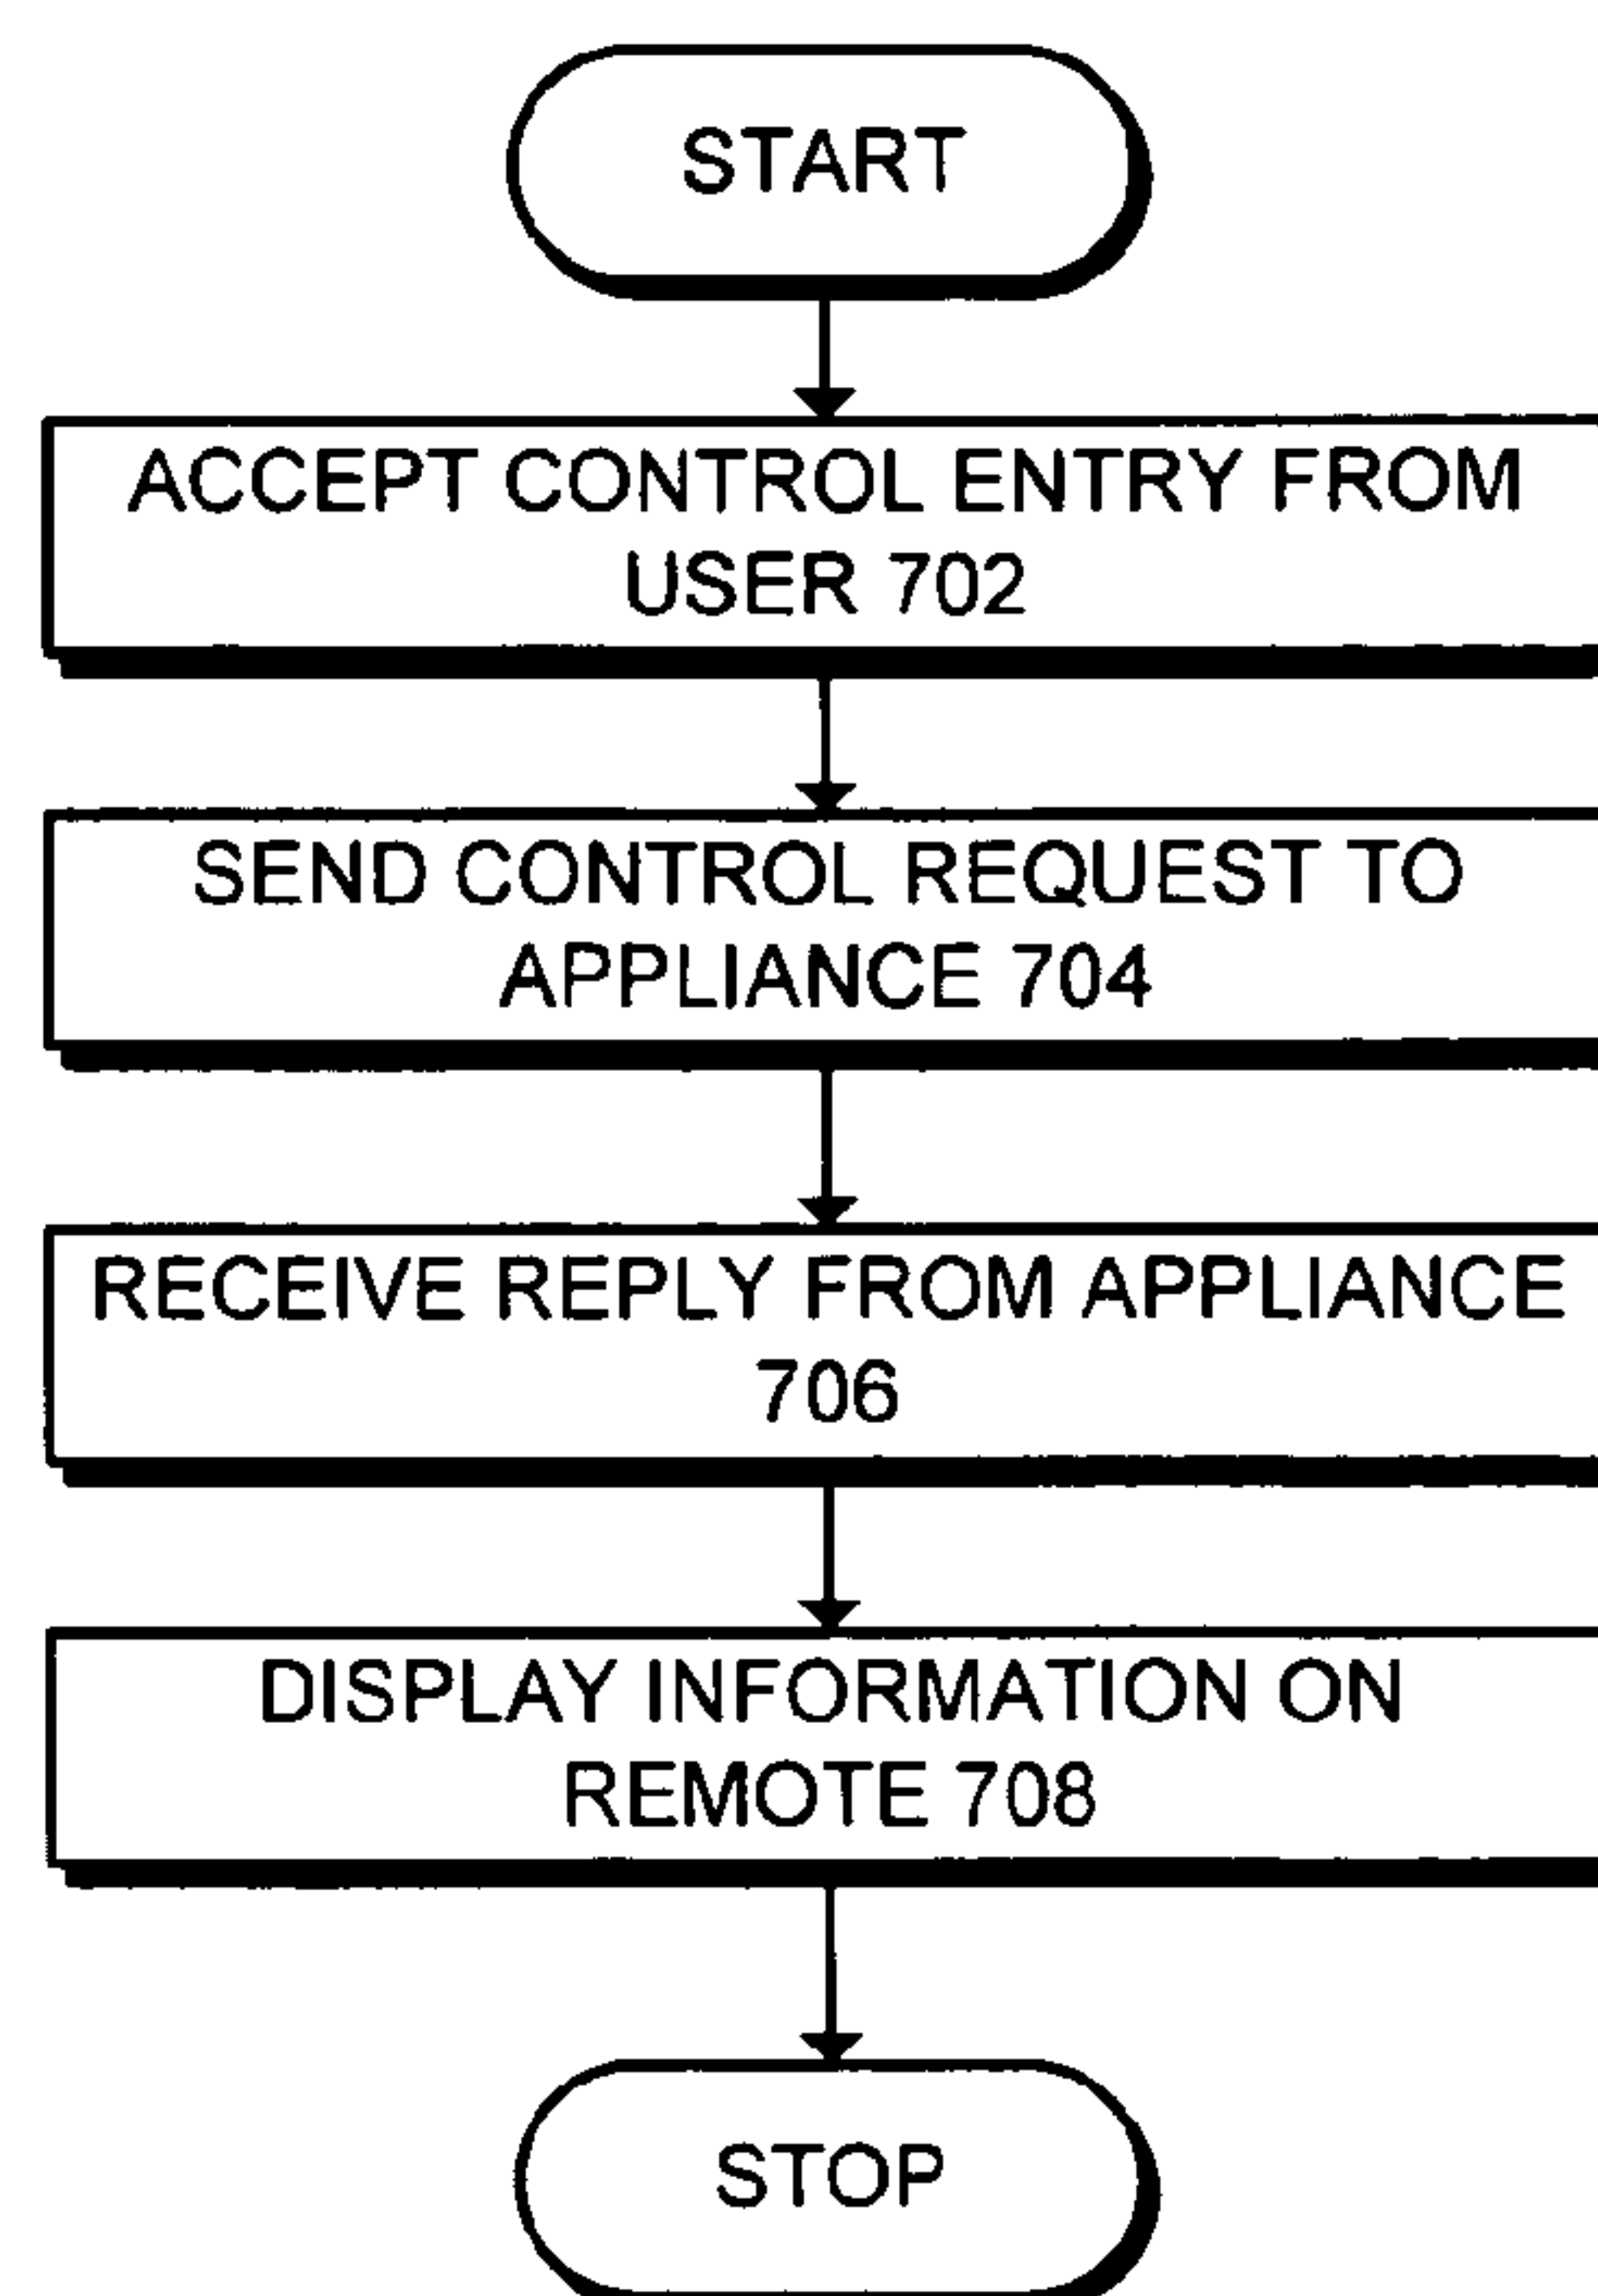 START
ACCEPT CONTROL ENTRY FROM
USER 702
SEND CONTROL REQUEST TO
APPLIANCE 704
RECEIVE REPLY FROM APPLIANCE
706
DISPLAY INFORMATION ON
REMOTE 708
STOP